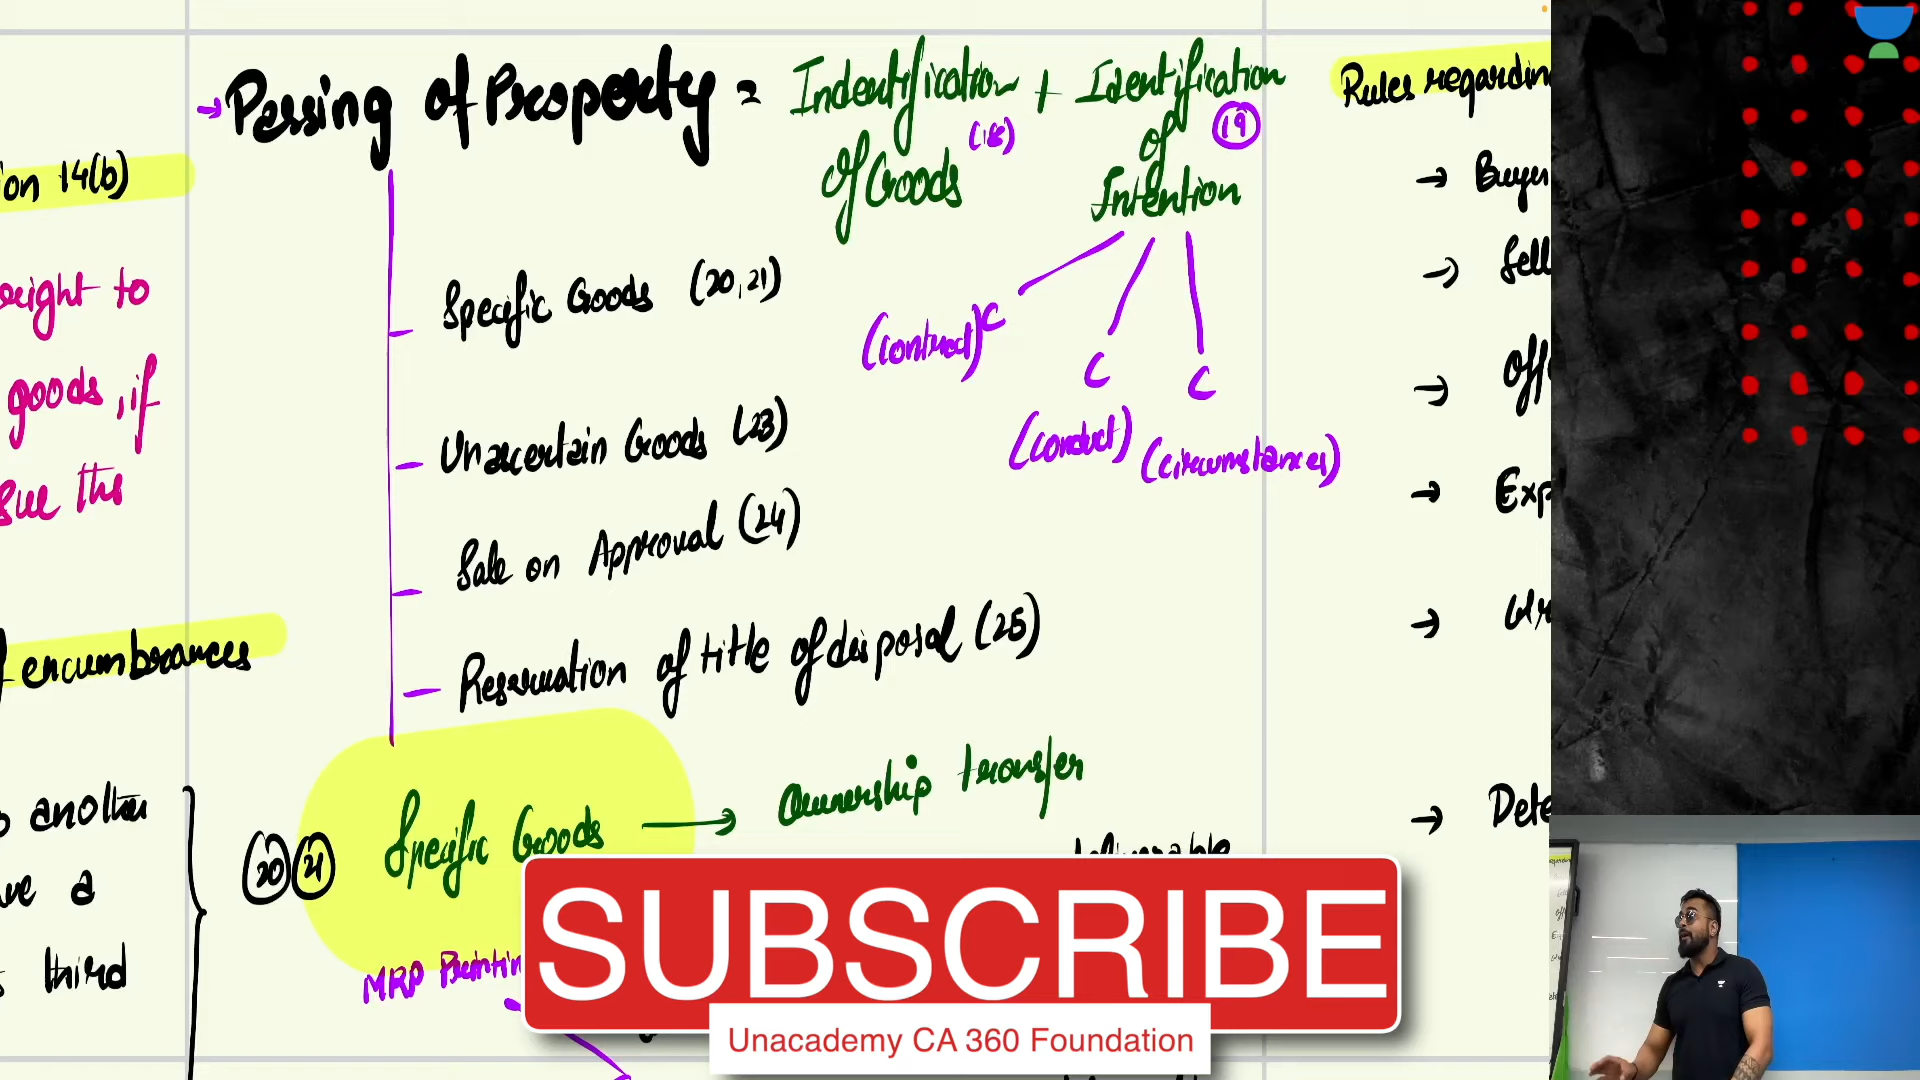 → Passing of Property = Indentification of Goods (18) + Identification of Intention (19)
(contract) C
C (conduct)
C (circumstances)
Specific Goods (20,21)
Unascertain Goods (23)
Sale on Approval (24)
Reservation of title of disposal (25)
(20) (21) Specific Goods → Ownership transfer
MRP
on 14(b)
right to
goods, if
sue the
encumbrances
another
a
third
Rules regardin
→ Buyer
→ Sell
→ Off
→ Exp
→
→ Dete
SUBSCRIBE
Unacademy CA 360 Foundation